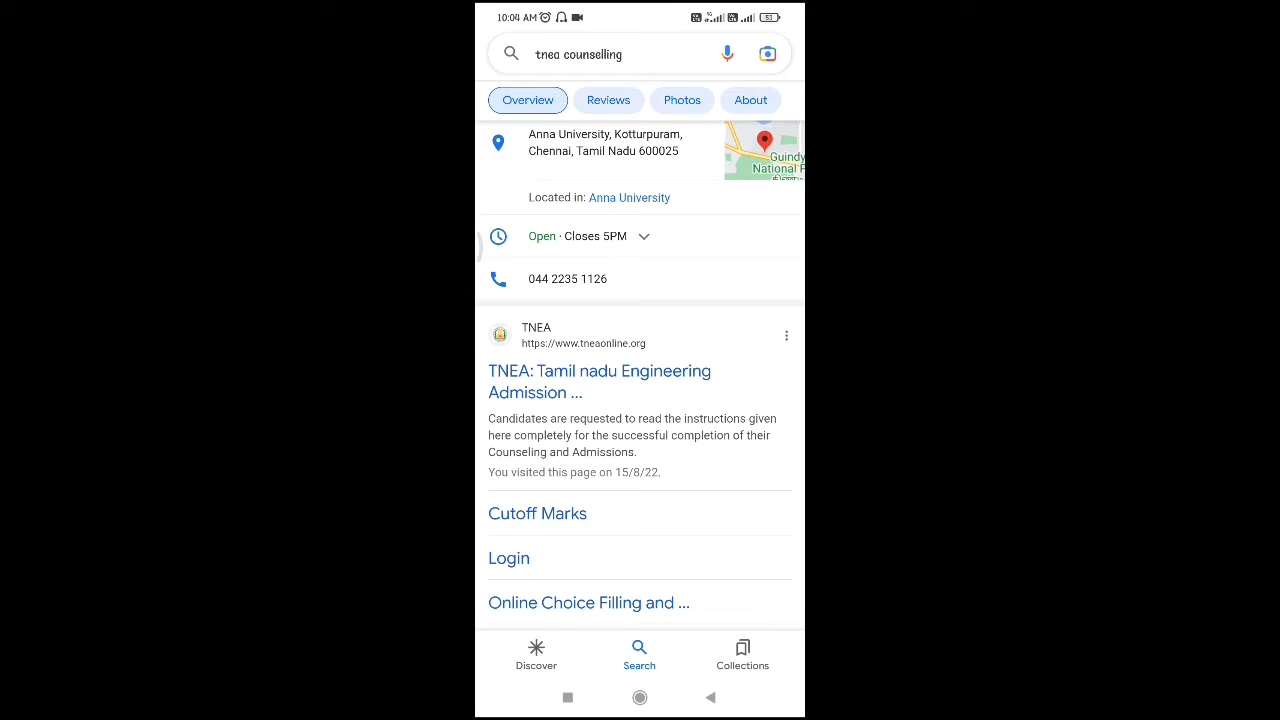 10:04 AM
53
tnea counselling
Overview
Reviews
Photos
About
Anna University, Kotturpuram,
Chennai, Tamil Nadu 600025
Guindy
National F
Located in: Anna University
Open · Closes 5PM
044 2235 1126
TNEA
https://www.tneaonline.org
TNEA: Tamil nadu Engineering
Admission ...
Candidates are requested to read the instructions given
here completely for the successful completion of their
Counseling and Admissions.
You visited this page on 15/8/22.
Cutoff Marks
Login
Online Choice Filling and ...
Discover
Search
Collections